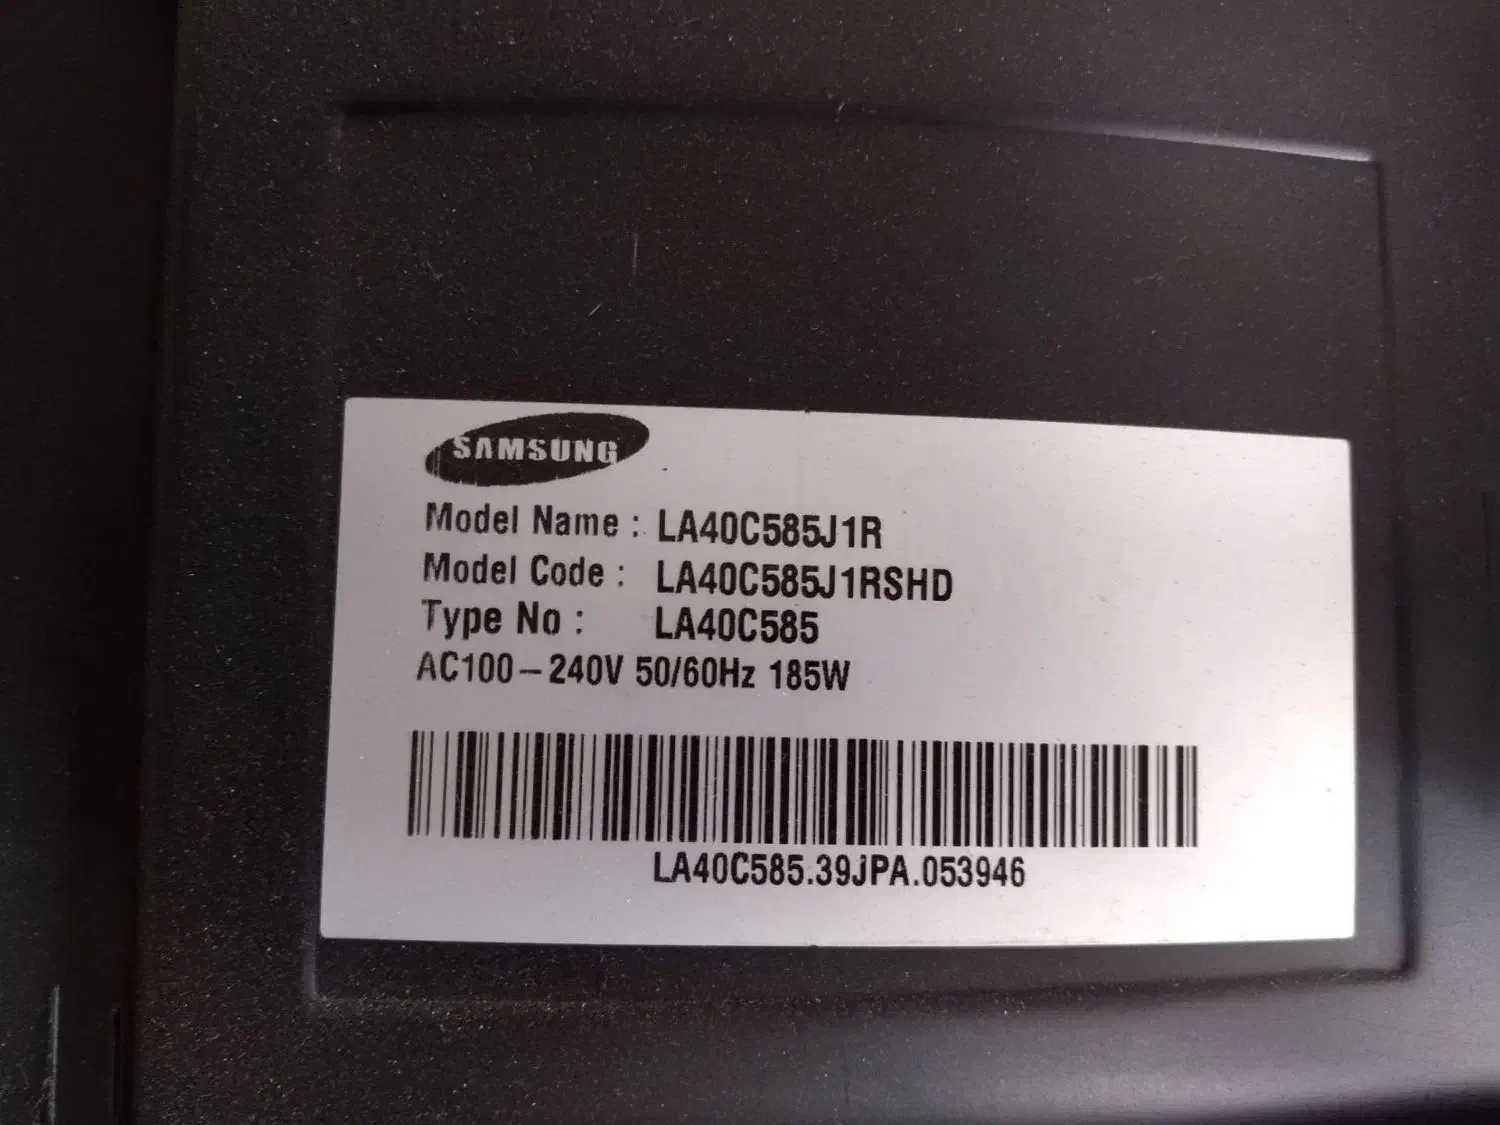 SAMSUNG
Model Name : LA40C585J1R
Model Code : LA40C585J1RSHD
Type No : LA40C585
AC100-240V 50/60Hz 185W
LA40C585.39JPA.053946